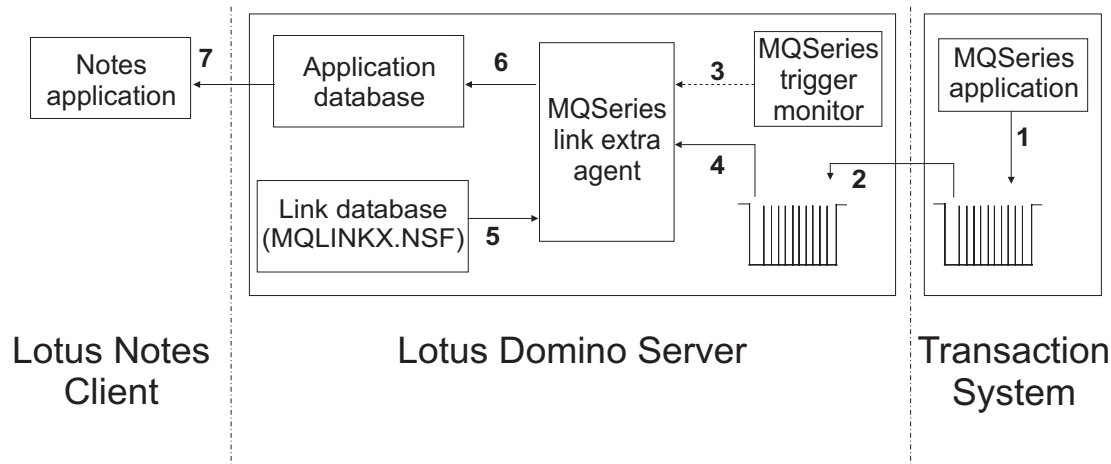 7
Notes
application
Application
database
6
MQSeries
link extra
agent
3
MQSeries
trigger
monitor
MQSeries
application
1
4
2
Link database
(MQLINKX.NSF)
5
Lotus Notes
Client
Lotus Domino Server
Transaction
System